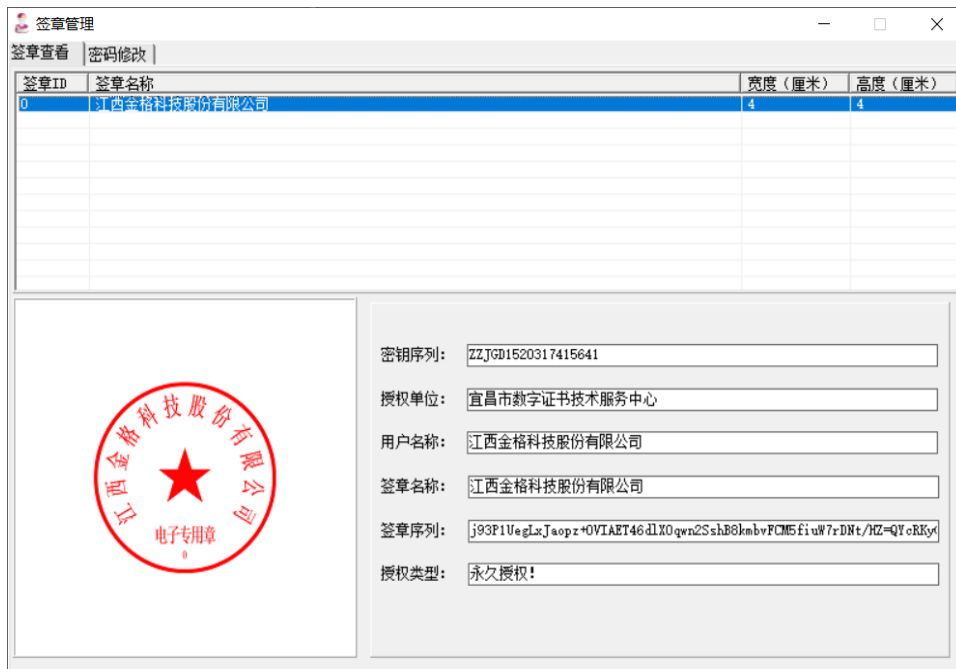 签章管理
签章查看 密码修改
签章ID 签章名称 宽度（厘米） 高度（厘米）
0 江西金格科技股份有限公司 4 4
江西金格科技股份有限公司
电子专用章
0
密钥序列: ZZJGD1520317415641
授权单位: 宜昌市数字证书技术服务中心
用户名称: 江西金格科技股份有限公司
签章名称: 江西金格科技股份有限公司
签章序列: j93P1UegLxJaopz+OVIAET46dlXOqwn2SshB8kmbvFCM5fiuW7rDNt/HZ=QYcRKy
授权类型: 永久授权!